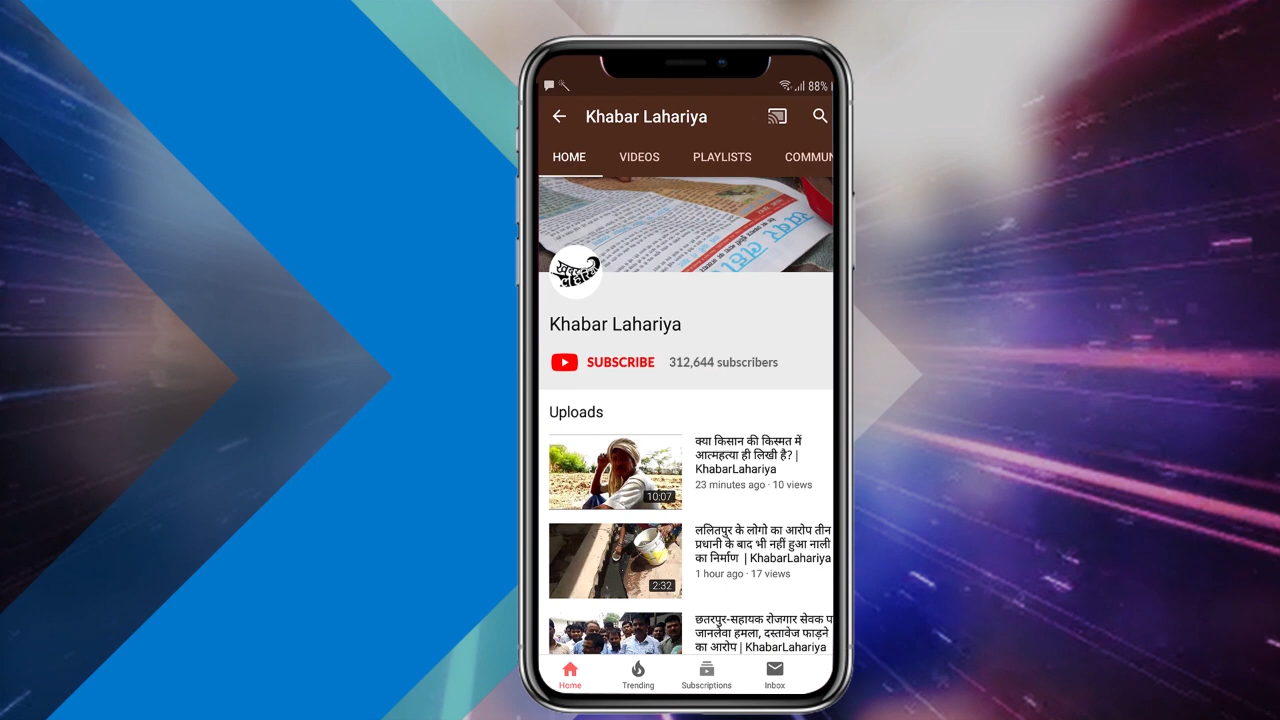 88%
Khabar Lahariya
HOME VIDEOS PLAYLISTS COMMUN
खबर लहरिया
Khabar Lahariya
SUBSCRIBE 312,644 subscribers
Uploads
क्या किसान की किस्मत में
आत्महत्या ही लिखी है? |
KhabarLahariya
23 minutes ago · 10 views
10:07
ललितपुर के लोगो का आरोप तीन
प्रधानी के बाद भी नहीं हुआ नाली
का निर्माण | KhabarLahariya
1 hour ago · 17 views
2:32
छतरपुर-सहायक रोजगार सेवक प
जानलेवा हमला, दस्तावेज फाड़ने
का आरोप | KhabarLahariya
Home Trending Subscriptions Inbox